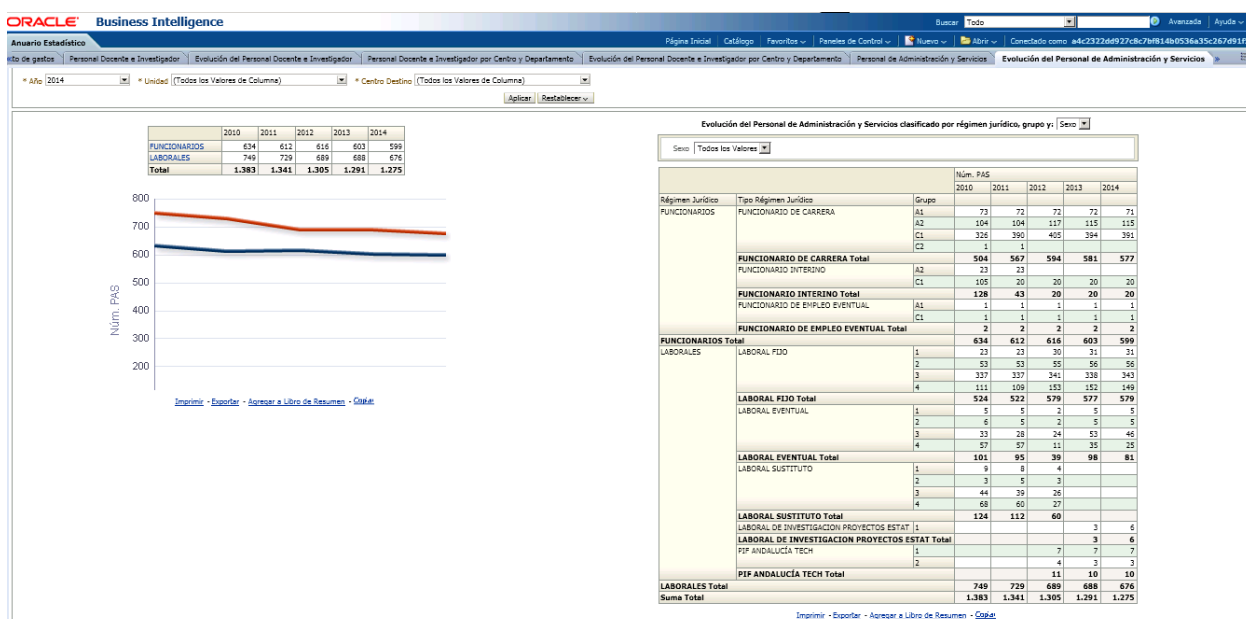 ORACLE Business Intelligence
Buscar Todo Avanzada Ayuda
Anuario Estadístico Página Inicial Catálogo Favoritos Paneles de Control Nuevo Abrir Conectado como
de gastos Personal Docente e Investigador Evolución del Personal Docente e Investigador Personal Docente e Investigador por Centro y Departamento Evolución del Personal Docente e Investigador por Centro y Departamento Personal de Administración y Servicios Evolución del Personal de Administración y Servicios »
* Año 2014 * Unidad (Todos los Valores de Columna) * Centro Destino (Todos los Valores de Columna)
Aplicar Restablecer
2010 2011 2012 2013 2014
FUNCIONARIOS 634 612 616 603 599
LABORALES 749 729 689 688 676
Total 1.383 1.341 1.305 1.291 1.275
800
700
600
500
400
300
200
Núm. PAS
Imprimir - Exportar - Agregar a Libro de Resumen - Copiar
Evolución del Personal de Administración y Servicios clasificado por régimen jurídico, grupo y: Sexo
Sexo Todos los Valores
Núm. PAS
2010 2011 2012 2013 2014
Régimen Jurídico Tipo Régimen Jurídico Grupo
FUNCIONARIOS FUNCIONARIO DE CARRERA A1 73 72 72 72 71
A2 104 104 117 115 115
C1 326 390 405 394 391
C2 1 1
FUNCIONARIO DE CARRERA Total 504 567 594 581 577
FUNCIONARIO INTERINO A2 23 23
C1 105 20 20 20 20
FUNCIONARIO INTERINO Total 128 43 20 20 20
FUNCIONARIO DE EMPLEO EVENTUAL A1 1 1 1 1 1
C1 1 1 1 1 1
FUNCIONARIO DE EMPLEO EVENTUAL Total 2 2 2 2 2
FUNCIONARIOS Total 634 612 616 603 599
LABORALES LABORAL FIJO 1 23 23 30 31 31
2 53 53 55 56 56
3 337 337 341 338 343
4 111 109 153 152 149
LABORAL FIJO Total 524 522 579 577 579
LABORAL EVENTUAL 1 5 5 2 5 5
2 6 5 2 5 5
3 33 28 24 53 46
4 57 57 11 35 25
LABORAL EVENTUAL Total 101 95 39 98 81
LABORAL SUSTITUTO 1 9 8 4
2 3 5 3
3 44 39 26
4 68 60 27
LABORAL SUSTITUTO Total 124 112 60
LABORAL DE INVESTIGACION PROYECTOS ESTAT 1 3 6
LABORAL DE INVESTIGACION PROYECTOS ESTAT Total 3 6
PIF ANDALUCÍA TECH 1 7 7 7
2 4 3 3
PIF ANDALUCÍA TECH Total 11 10 10
LABORALES Total 749 729 689 688 676
Suma Total 1.383 1.341 1.305 1.291 1.275
Imprimir - Exportar - Agregar a Libro de Resumen - Copiar